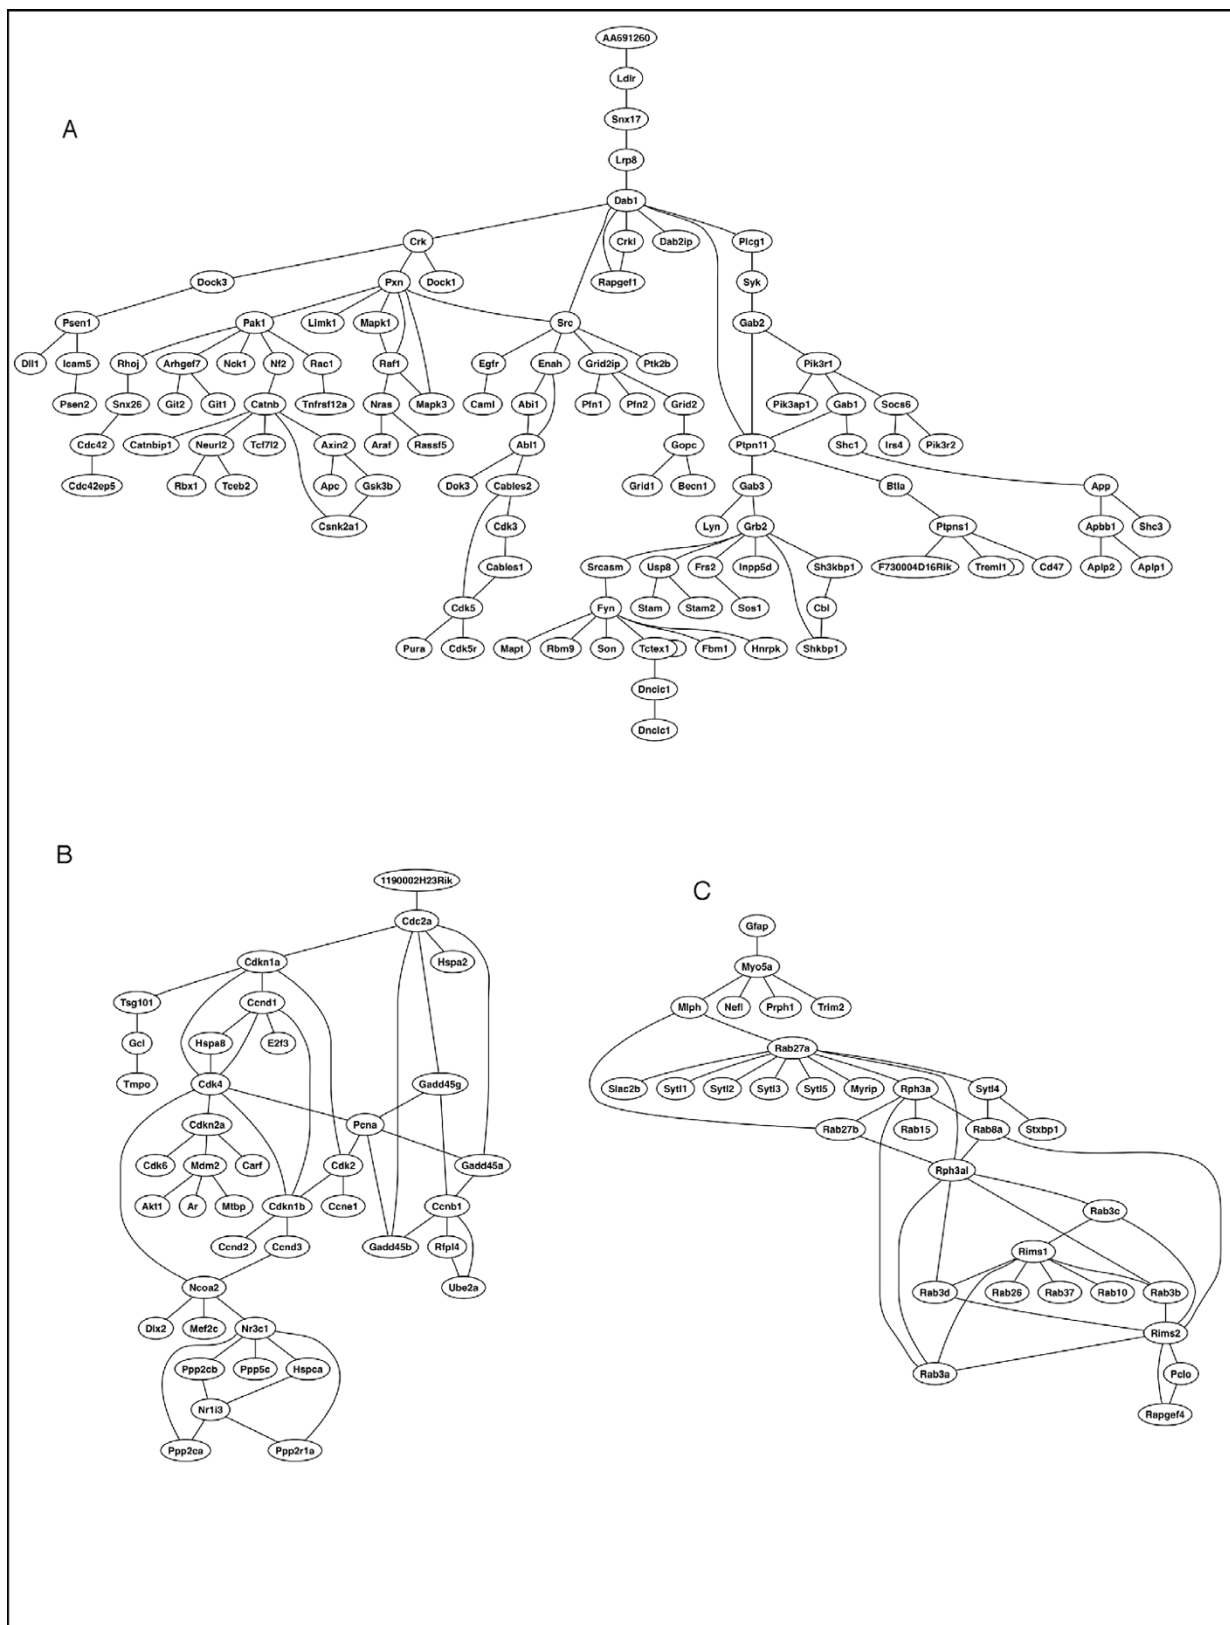 AA691260
Ldlr
Snx17
A
Lrp8
Dab1
Crk Crkl Dab2ip Plcg1
Dock3 Pxn Dock1 Rapgef1 Syk
Psen1 Pak1 Limk1 Mapk1 Src Gab2
Dll1 Icam5 Rhoj Arhgef7 Nck1 Nf2 Rac1 Raf1 Egfr Enah Grid2ip Ptk2b Pik3r1
Psen2 Snx26 Git2 Git1 Catnb Tnfrsf12a Nras Mapk3 Caml Abi1 Pfn1 Pfn2 Grid2 Pik3ap1 Gab1 Socs6
Cdc42 Catnbip1 Neurl2 Tcf7l2 Axin2 Araf Rassf5 Abl1 Gopc Ptpn11 Shc1 Irs4 Pik3r2
Cdc42ep5 Rbx1 Tceb2 Apc Gsk3b Dok3 Cables2 Grid1 Becn1 Gab3 Btla App
Csnk2a1 Cdk3 Lyn Grb2 Ptpns1 Apbb1 Shc3
Cables1 Srcasm Usp8 Frs2 Inpp5d Sh3kbp1 F730004D16Rik Treml1 Cd47 Aplp2 Aplp1
Cdk5 Fyn Stam Stam2 Sos1 Cbl
Pura Cdk5r Mapt Rbm9 Son Tctex1 Fbm1 Hnrpk Shkbp1
Dncic1
Dncic1
B
1190002H23Rik
Cdc2a
Cdkn1a Hspa2
Tsg101 Ccnd1
Gcl Hspa8 E2f3
Tmpo Cdk4 Gadd45g
Cdkn2a Pcna
Cdk6 Mdm2 Carf Cdk2 Gadd45a
Akt1 Ar Mtbp Cdkn1b Ccne1 Ccnb1
Ccnd2 Ccnd3 Gadd45b Rfpl4
Ncoa2 Ube2a
Dlx2 Mef2c Nr3c1
Ppp2cb Ppp5c Hspca
Nr1i3
Ppp2ca Ppp2r1a
C
Gfap
Myo5a
Mlph Nefl Prph1 Trim2
Rab27a
Slac2b Sytl1 Sytl2 Sytl3 Sytl5 Myrip Rph3a Sytl4
Rab27b Rab15 Rab8a Stxbp1
Rph3al
Rab3c
Rims1
Rab3d Rab26 Rab37 Rab10 Rab3b
Rims2
Rab3a Pclo
Rapgef4